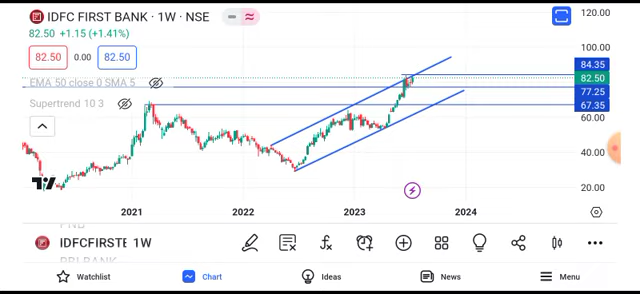 IDFC FIRST BANK · 1W · NSE
82.50 +1.15 (+1.41%)
82.50 0.00 82.50
EMA 50 close 0 SMA 5
Supertrend 10 3
120.00
100.00
84.35
82.50
77.25
67.35
60.00
40.00
20.00
2021 2022 2023 2024
IDFCFIRSTE 1W
Watchlist Chart Ideas News Menu